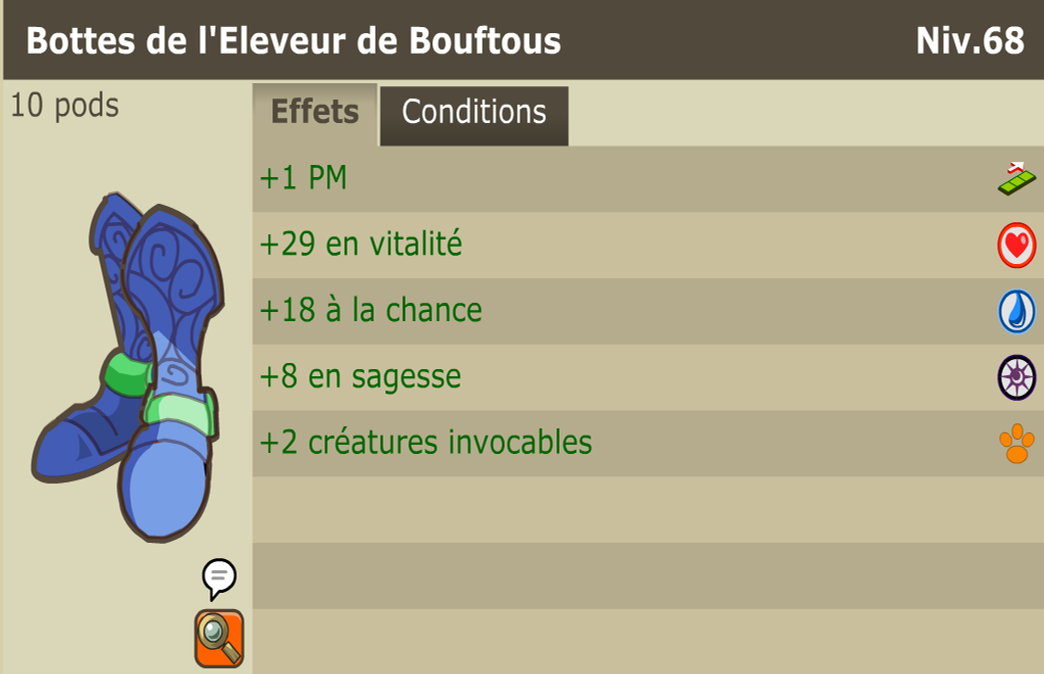 Bottes de l'Eleveur de Bouftous
Niv.68
10 pods
Effets
Conditions
+1 PM
+29 en vitalité
+18 à la chance
+8 en sagesse
+2 créatures invocables